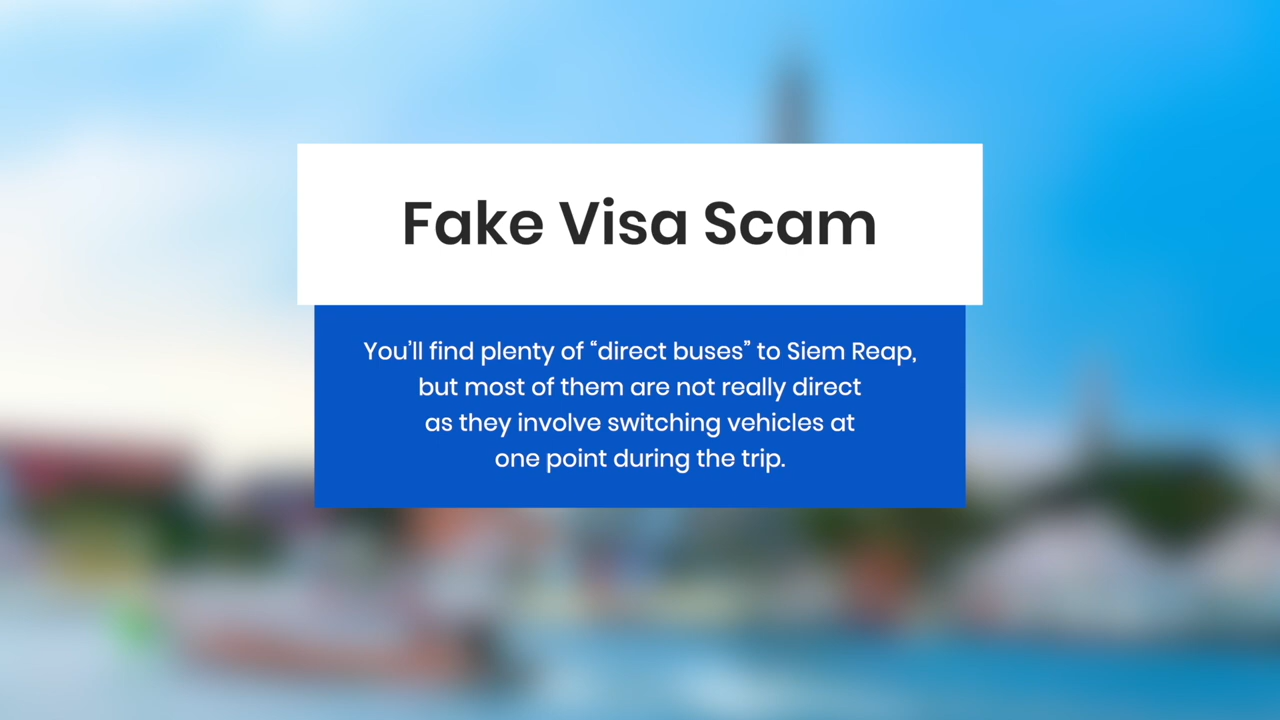 Fake Visa Scam
You’ll find plenty of “direct buses” to Siem Reap,
but most of them are not really direct
as they involve switching vehicles at
one point during the trip.